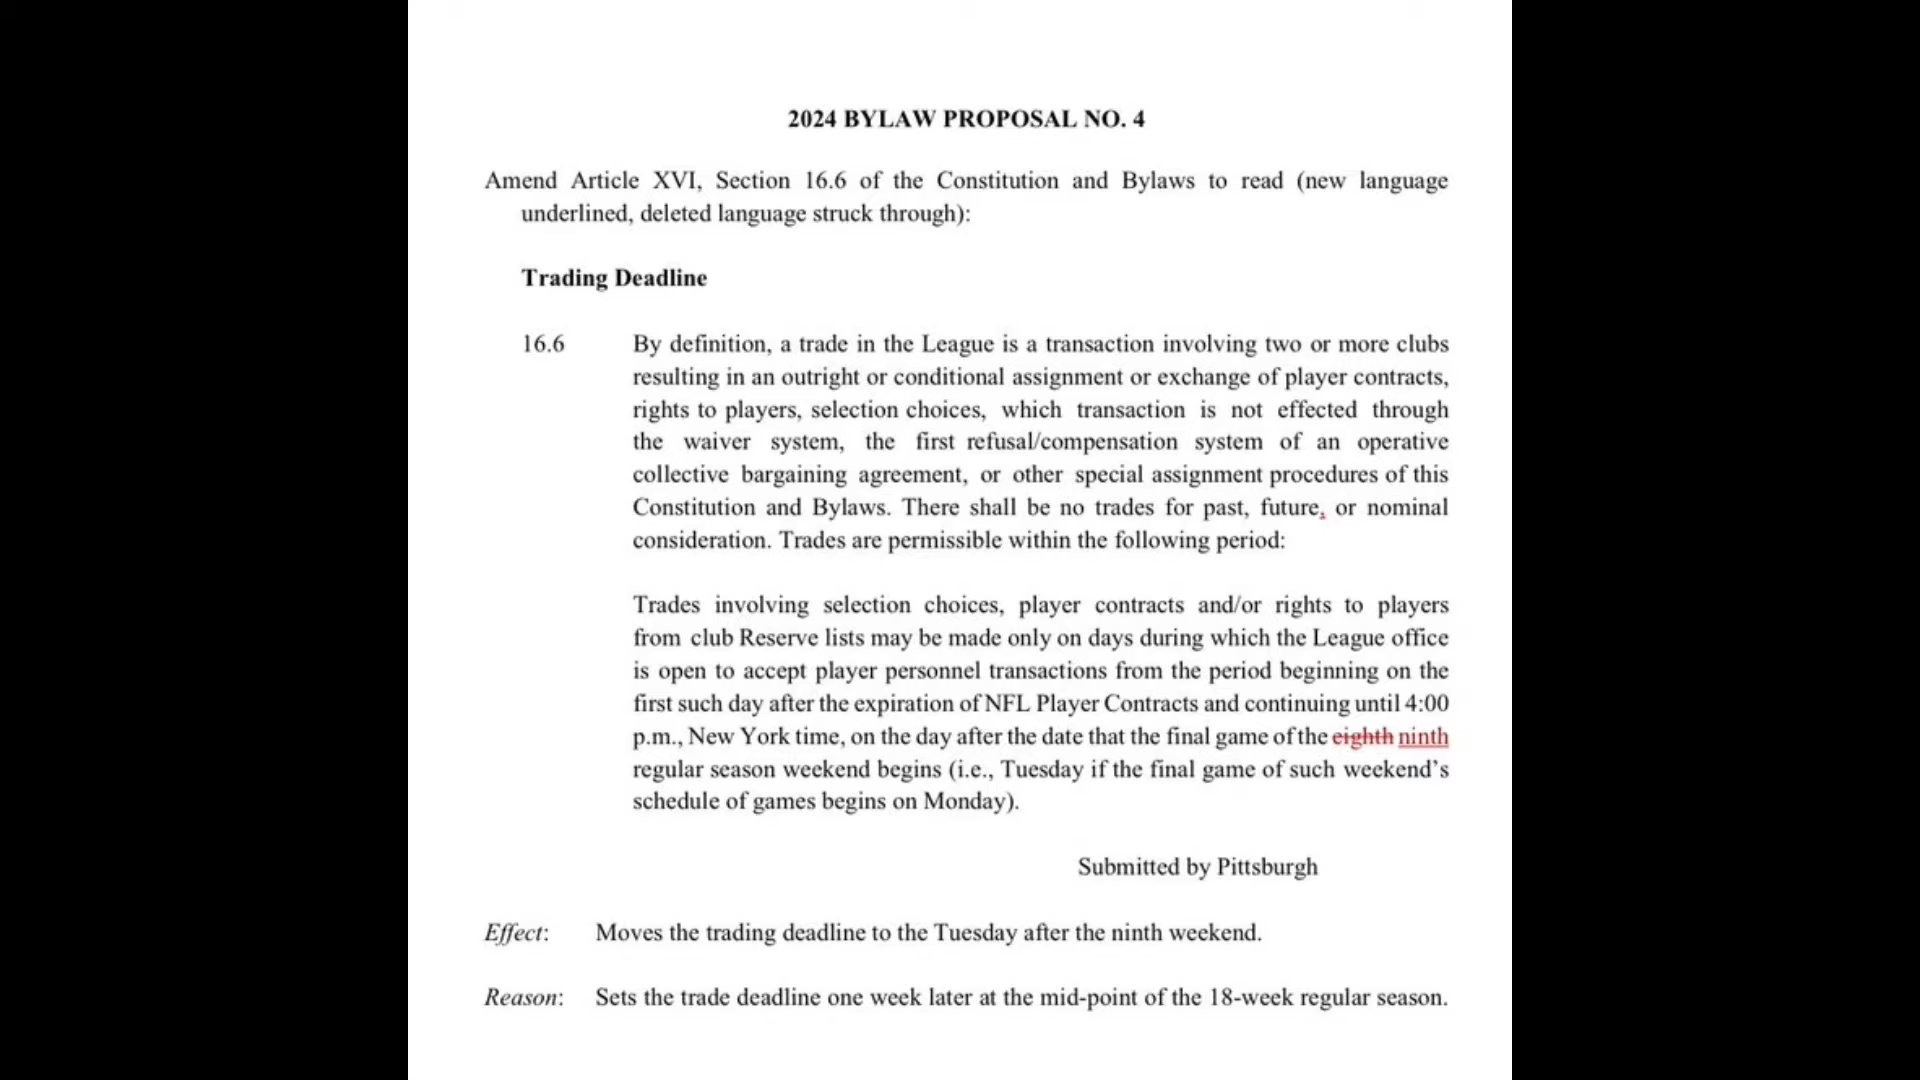 2024 BYLAW PROPOSAL NO. 4
Amend Article XVI, Section 16.6 of the Constitution and Bylaws to read (new language
underlined, deleted language struck through):
Trading Deadline
16.6 By definition, a trade in the League is a transaction involving two or more clubs
resulting in an outright or conditional assignment or exchange of player contracts,
rights to players, selection choices, which transaction is not effected through
the waiver system, the first refusal/compensation system of an operative
collective bargaining agreement, or other special assignment procedures of this
Constitution and Bylaws. There shall be no trades for past, future, or nominal
consideration. Trades are permissible within the following period:
Trades involving selection choices, player contracts and/or rights to players
from club Reserve lists may be made only on days during which the League office
is open to accept player personnel transactions from the period beginning on the
first such day after the expiration of NFL Player Contracts and continuing until 4:00
p.m., New York time, on the day after the date that the final game of the eighth ninth
regular season weekend begins (i.e., Tuesday if the final game of such weekend’s
schedule of games begins on Monday).
Submitted by Pittsburgh
Effect: Moves the trading deadline to the Tuesday after the ninth weekend.
Reason: Sets the trade deadline one week later at the mid-point of the 18-week regular season.